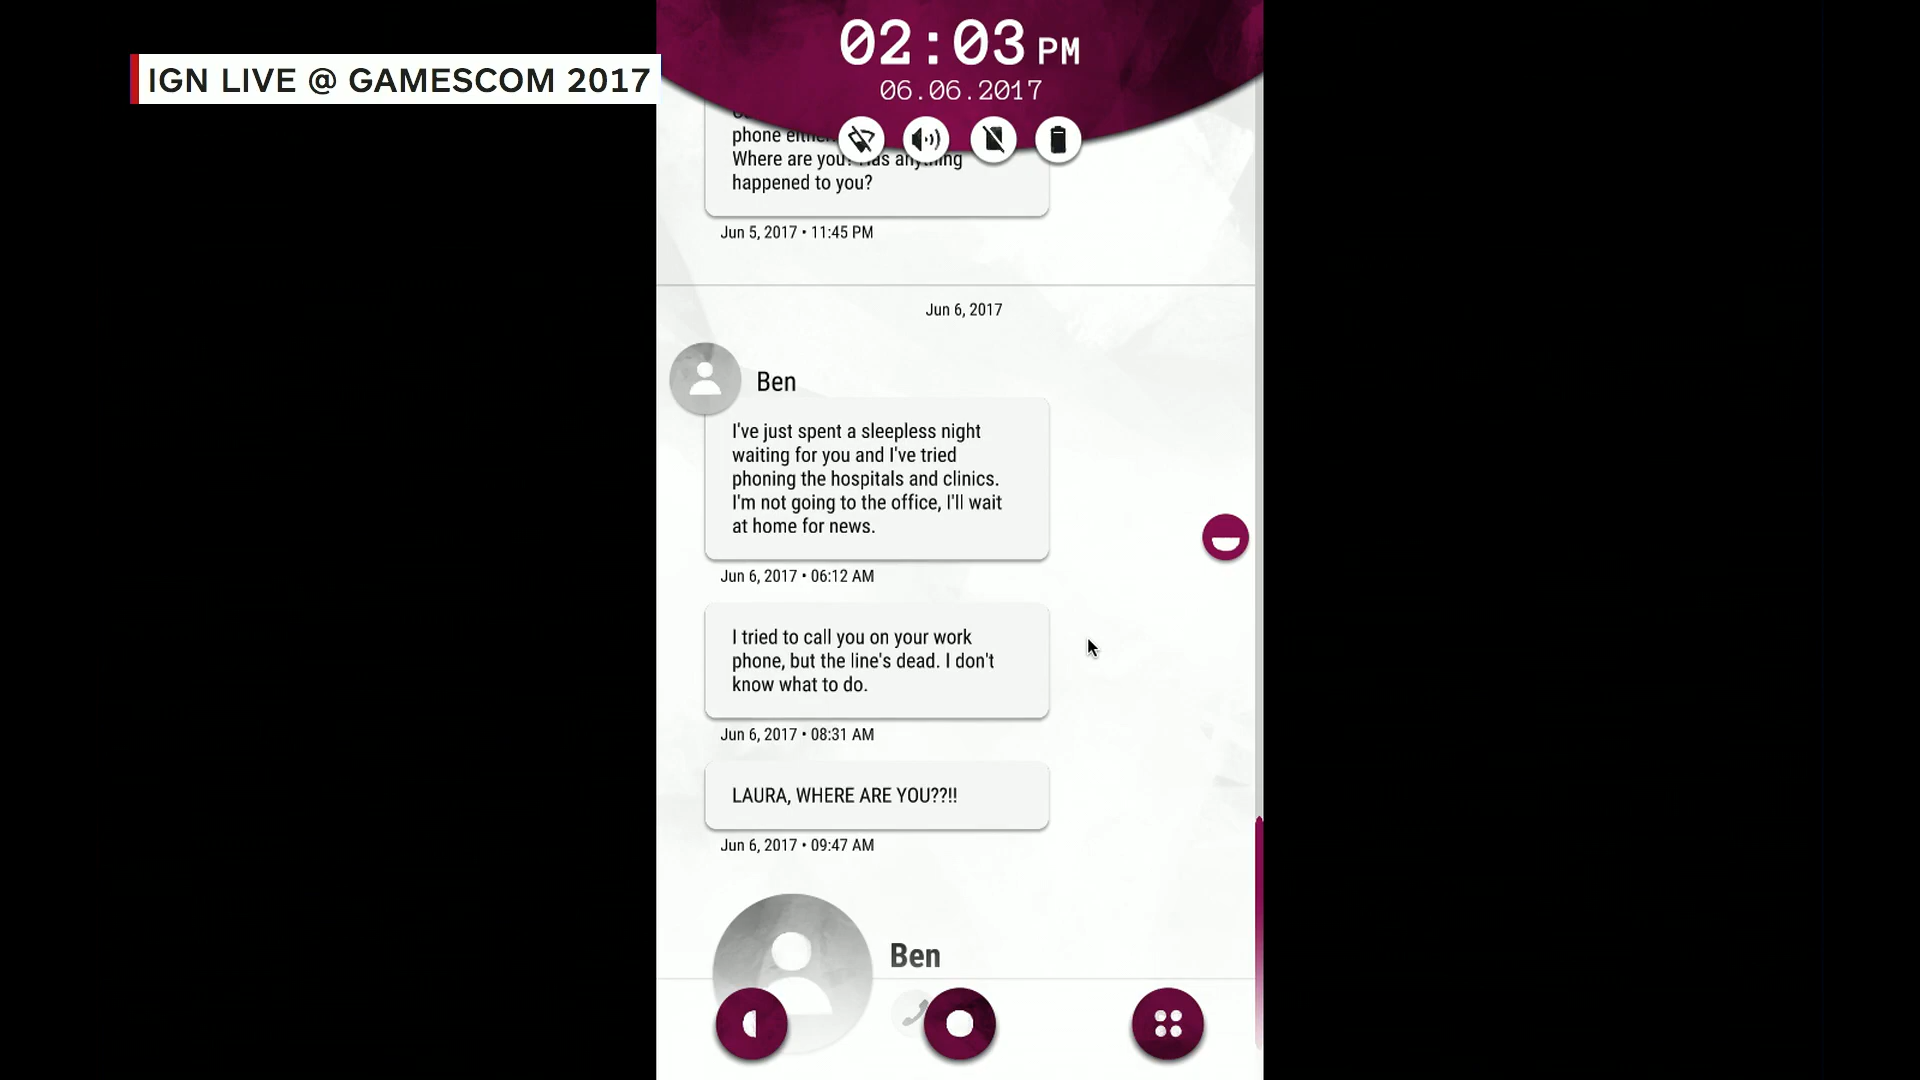 02:03 PM
06.06.2017
IGN LIVE @ GAMESCOM 2017
phone
Where are you? Has anything
happened to you?
Jun 5, 2017 • 11:45 PM
Jun 6, 2017
Ben
I've just spent a sleepless night
waiting for you and I've tried
phoning the hospitals and clinics.
I'm not going to the office, I'll wait
at home for news.
Jun 6, 2017 • 06:12 AM
I tried to call you on your work
phone, but the line's dead. I don't
know what to do.
Jun 6, 2017 • 08:31 AM
LAURA, WHERE ARE YOU??!!
Jun 6, 2017 • 09:47 AM
Ben